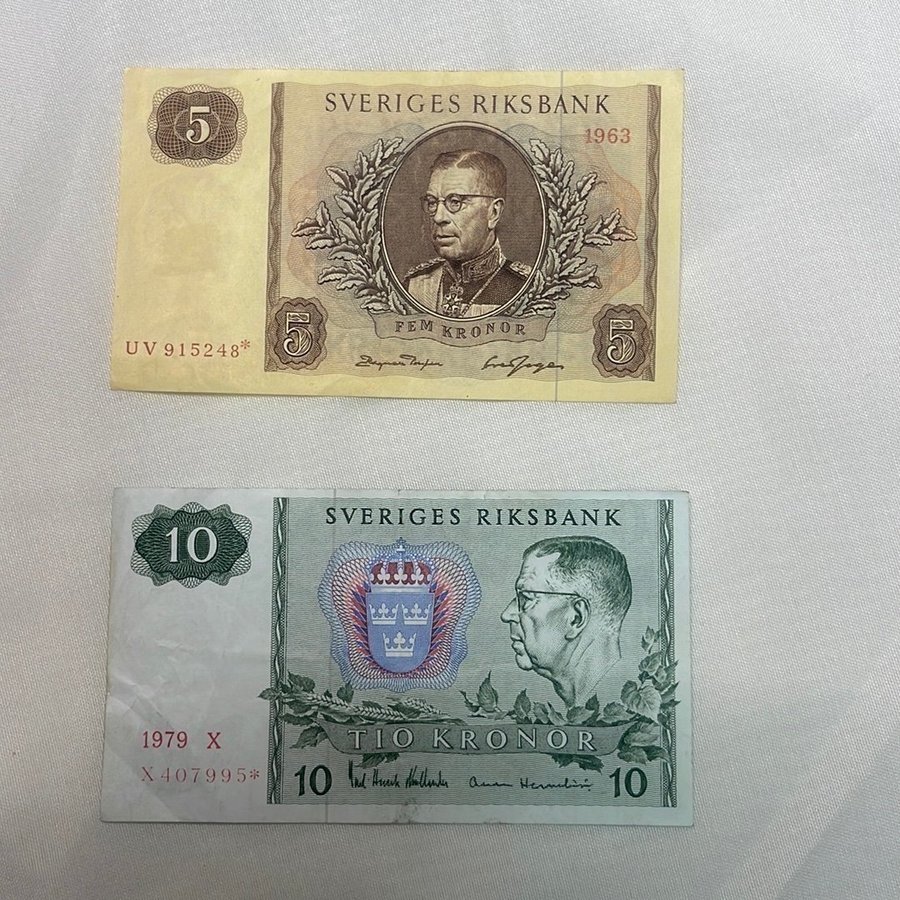 5
SVERIGES RIKSBANK
1963
FEM KRONOR
5
5
UV 915248*
10
SVERIGES RIKSBANK
1979 X
TIO KRONOR
X 407995*
10
10